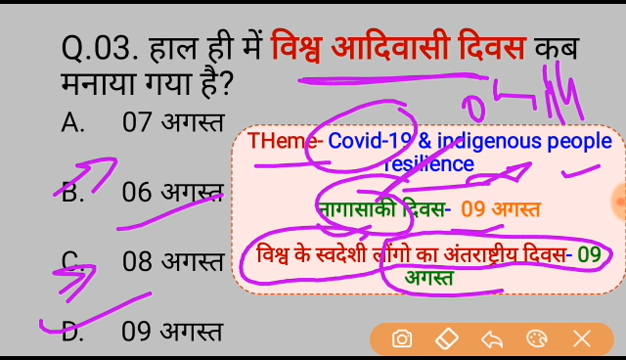 Q.03. हाल ही में विश्व आदिवासी दिवस कब
मनाया गया है?
A. 07 अगस्त
B. 06 अगस्त
C. 08 अगस्त
D. 09 अगस्त
THeme- Covid-19 & indigenous people
resilience
नागासाकी दिवस- 09 अगस्त
विश्व के स्वदेशी लोंगो का अंतराष्ट्रीय दिवस- 09
अगस्त